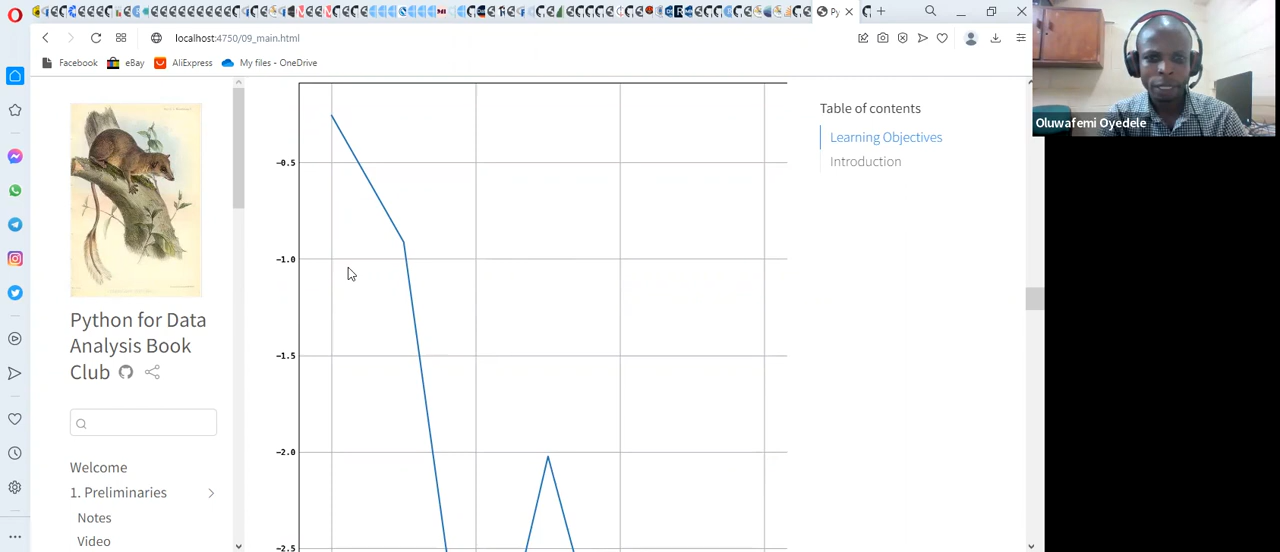 Py
localhost:4750/09_main.html
Facebook
eBay
AliExpress
My files - OneDrive
Python for Data
Analysis Book
Club
Welcome
1. Preliminaries
Notes
Video
−0.5
−1.0
−1.5
−2.0
−2.5
Table of contents
Learning Objectives
Introduction
Oluwafemi Oyedele